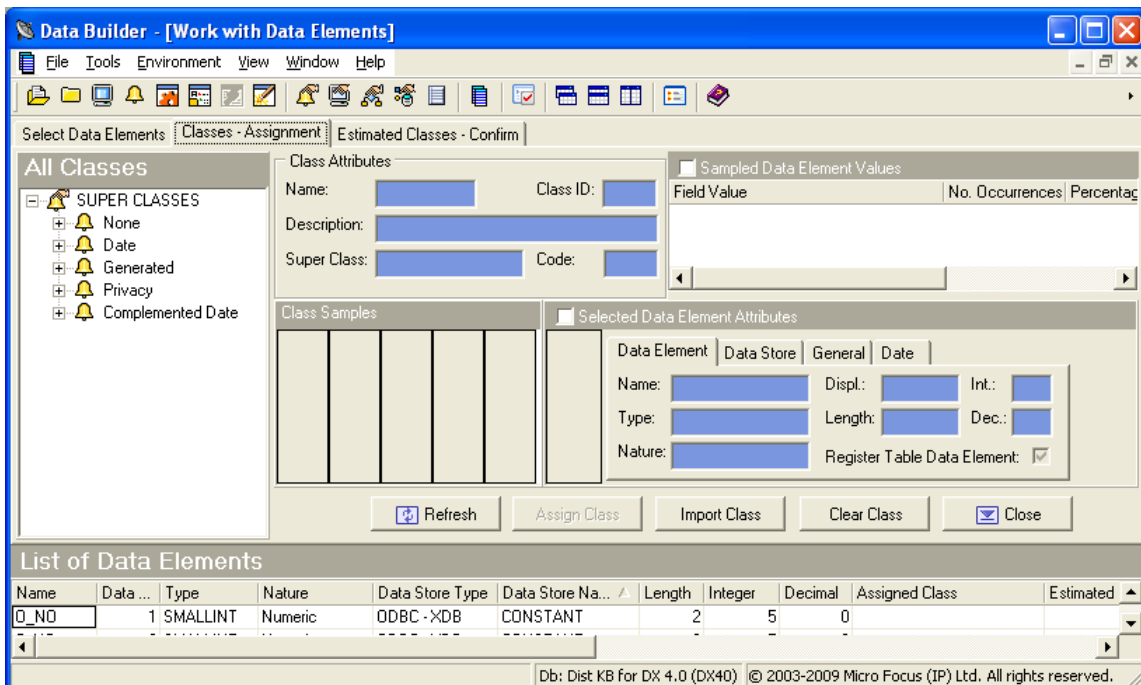 Data Builder - [Work with Data Elements]
File Tools Environment View Window Help
Select Data Elements Classes - Assignment Estimated Classes - Confirm
All Classes
SUPER CLASSES
None
Date
Generated
Privacy
Complemented Date
Class Attributes
Name: Class ID:
Description:
Super Class: Code:
Sampled Data Element Values
Field Value No. Occurrences Percentag
Class Samples
Selected Data Element Attributes
Data Element Data Store General Date
Name: Displ.: Int.:
Type: Length: Dec.:
Nature: Register Table Data Element:
Refresh Assign Class Import Class Clear Class Close
List of Data Elements
Name Data ... Type Nature Data Store Type Data Store Na... Length Integer Decimal Assigned Class Estimated
O_NO 1 SMALLINT Numeric ODBC - XDB CONSTANT 2 5 0
Db: Dist KB for DX 4.0 (DX40) © 2003-2009 Micro Focus (IP) Ltd. All rights reserved.